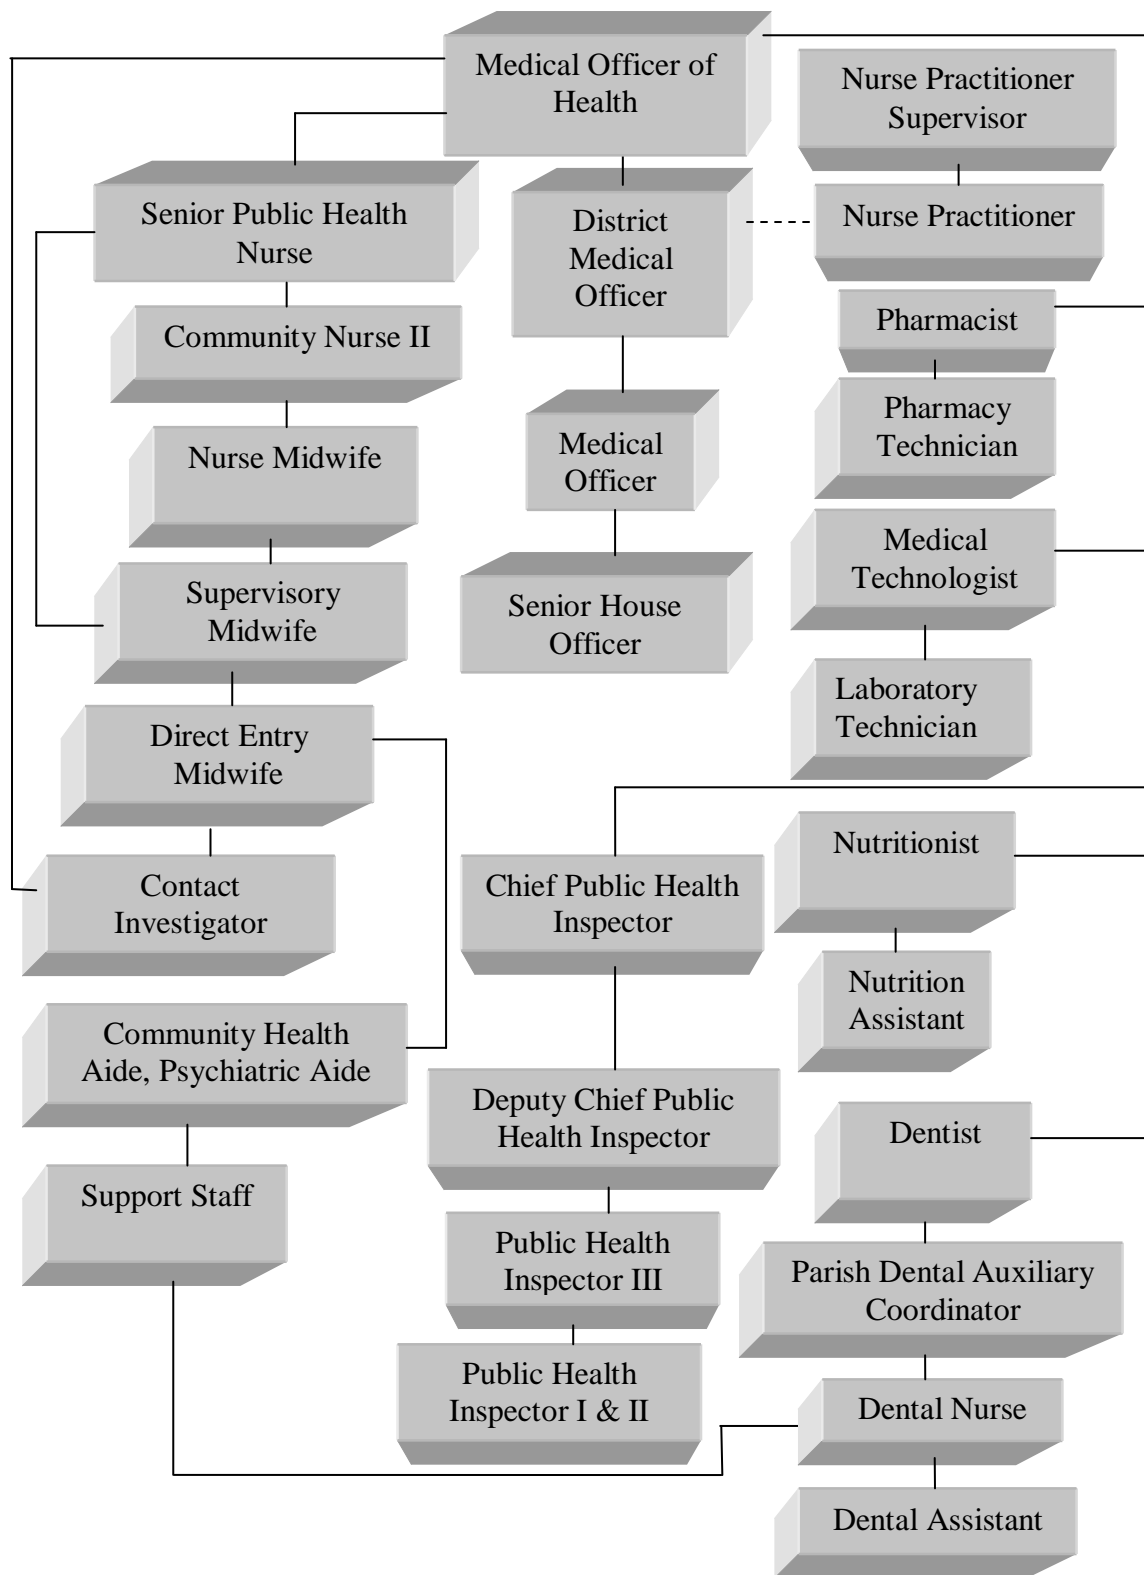 Medical Officer of
Health
Nurse Practitioner
Supervisor
Senior Public Health
Nurse
District
Medical
Officer
Nurse Practitioner
Community Nurse II
Pharmacist
Nurse Midwife
Medical
Officer
Pharmacy
Technician
Supervisory
Midwife
Senior House
Officer
Medical
Technologist
Direct Entry
Midwife
Laboratory
Technician
Contact
Investigator
Chief Public Health
Inspector
Nutritionist
Community Health
Aide, Psychiatric Aide
Nutrition
Assistant
Deputy Chief Public
Health Inspector
Dentist
Support Staff
Public Health
Inspector III
Parish Dental Auxiliary
Coordinator
Public Health
Inspector I & II
Dental Nurse
Dental Assistant